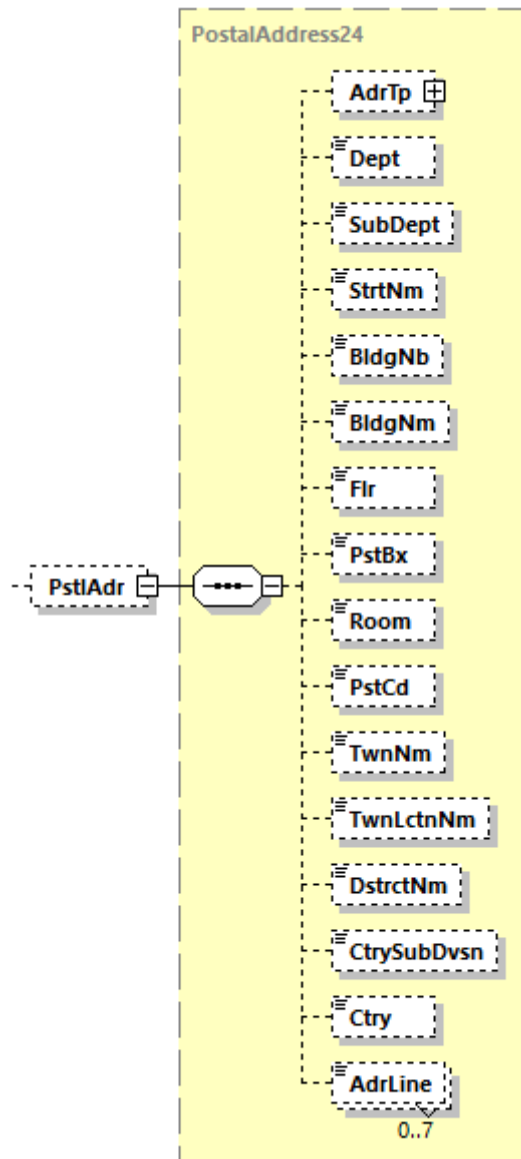 PostalAddress24
AdrTp
Dept
SubDept
StrtNm
BldgNb
BldgNm
Flr
PstBx
PstlAdr
Room
PstCd
TwnNm
TwnLctnNm
DstrctNm
CtrySubDvsn
Ctry
AdrLine
0..7